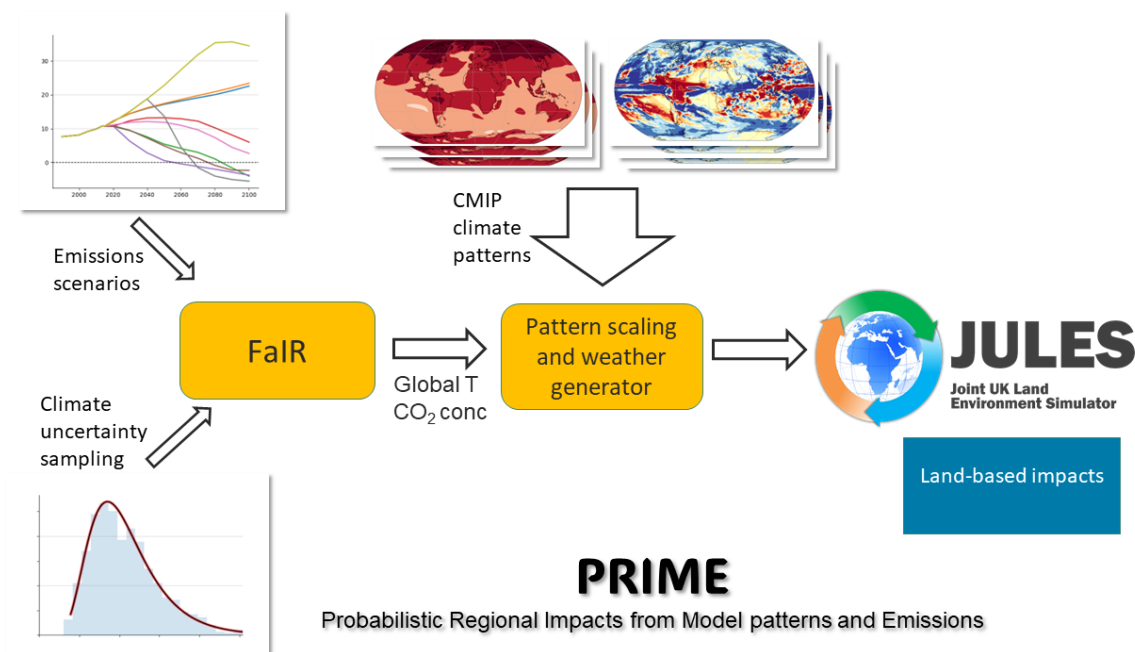 30
20
10
0
2000 2020 2040 2060 2080 2100
Emissions
scenarios
CMIP
climate
patterns
FaIR
Global T
CO₂ conc
Pattern scaling
and weather
generator
JULES
Joint UK Land
Environment Simulator
Climate
uncertainty
sampling
Land-based impacts
PRIME
Probabilistic Regional Impacts from Model patterns and Emissions